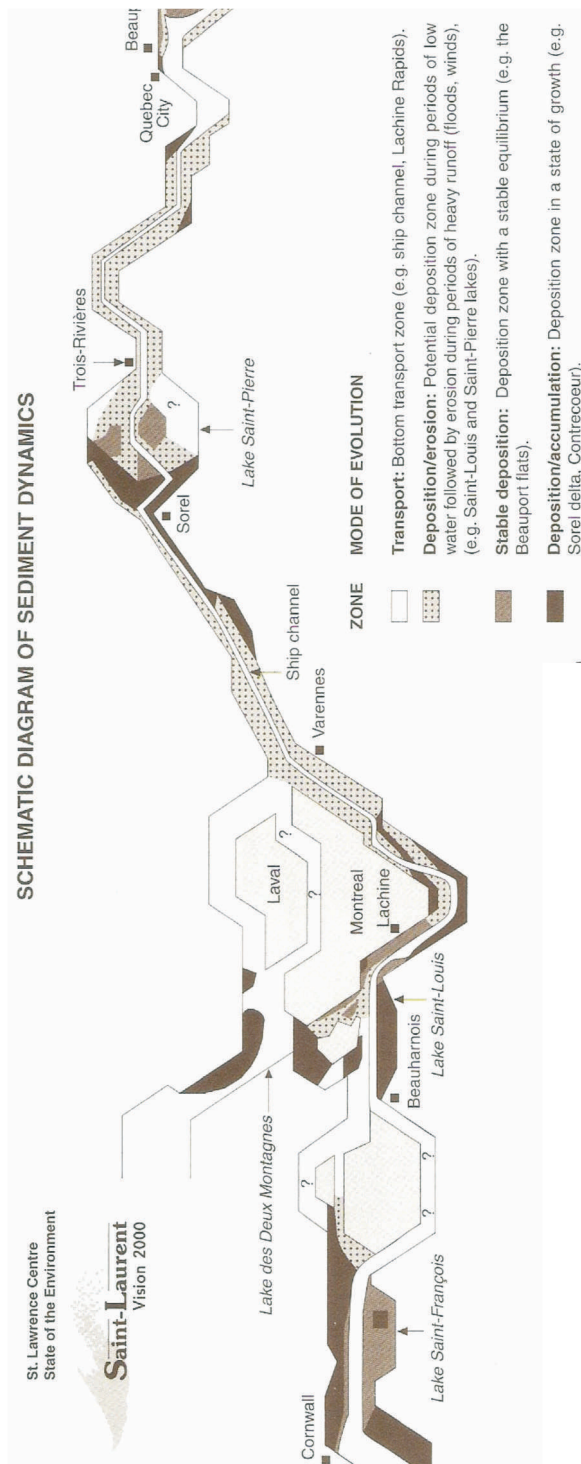 SCHEMATIC DIAGRAM OF SEDIMENT DYNAMICS
St. Lawrence Centre
State of the Environment
Saint-Laurent
Vision 2000
Cornwall
Lake Saint-François
?
?
?
Lake des Deux Montagnes
Beauharnois
Lake Saint-Louis
Laval
?
?
Montreal
Lachine
Varennes
Ship channel
Sorel
Lake Saint-Pierre
?
Trois-Rivières
Quebec
City
Beaup
ZONE MODE OF EVOLUTION
Transport: Bottom transport zone (e.g. ship channel, Lachine Rapids).
Deposition/erosion: Potential deposition zone during periods of low
water followed by erosion during periods of heavy runoff (floods, winds),
(e.g. Saint-Louis and Saint-Pierre lakes).
Stable deposition: Deposition zone with a stable equilibrium (e.g. the
Beauport flats).
Deposition/accumulation: Deposition zone in a state of growth (e.g.
Sorel delta, Contrecoeur).